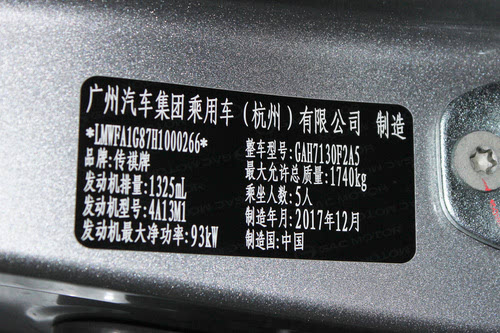 广州汽车集团乘用车（杭州）有限公司 制造
*LMWFA1G87H1000266*
整车型号:GAH7130F2A5
品牌:传祺牌
最大允许总质量:1740kg
发动机排量:1325mL
乘坐人数:5人
发动机型号:4A13M1
制造年月:2017年12月
发动机最大净功率:93kW
制造国:中国